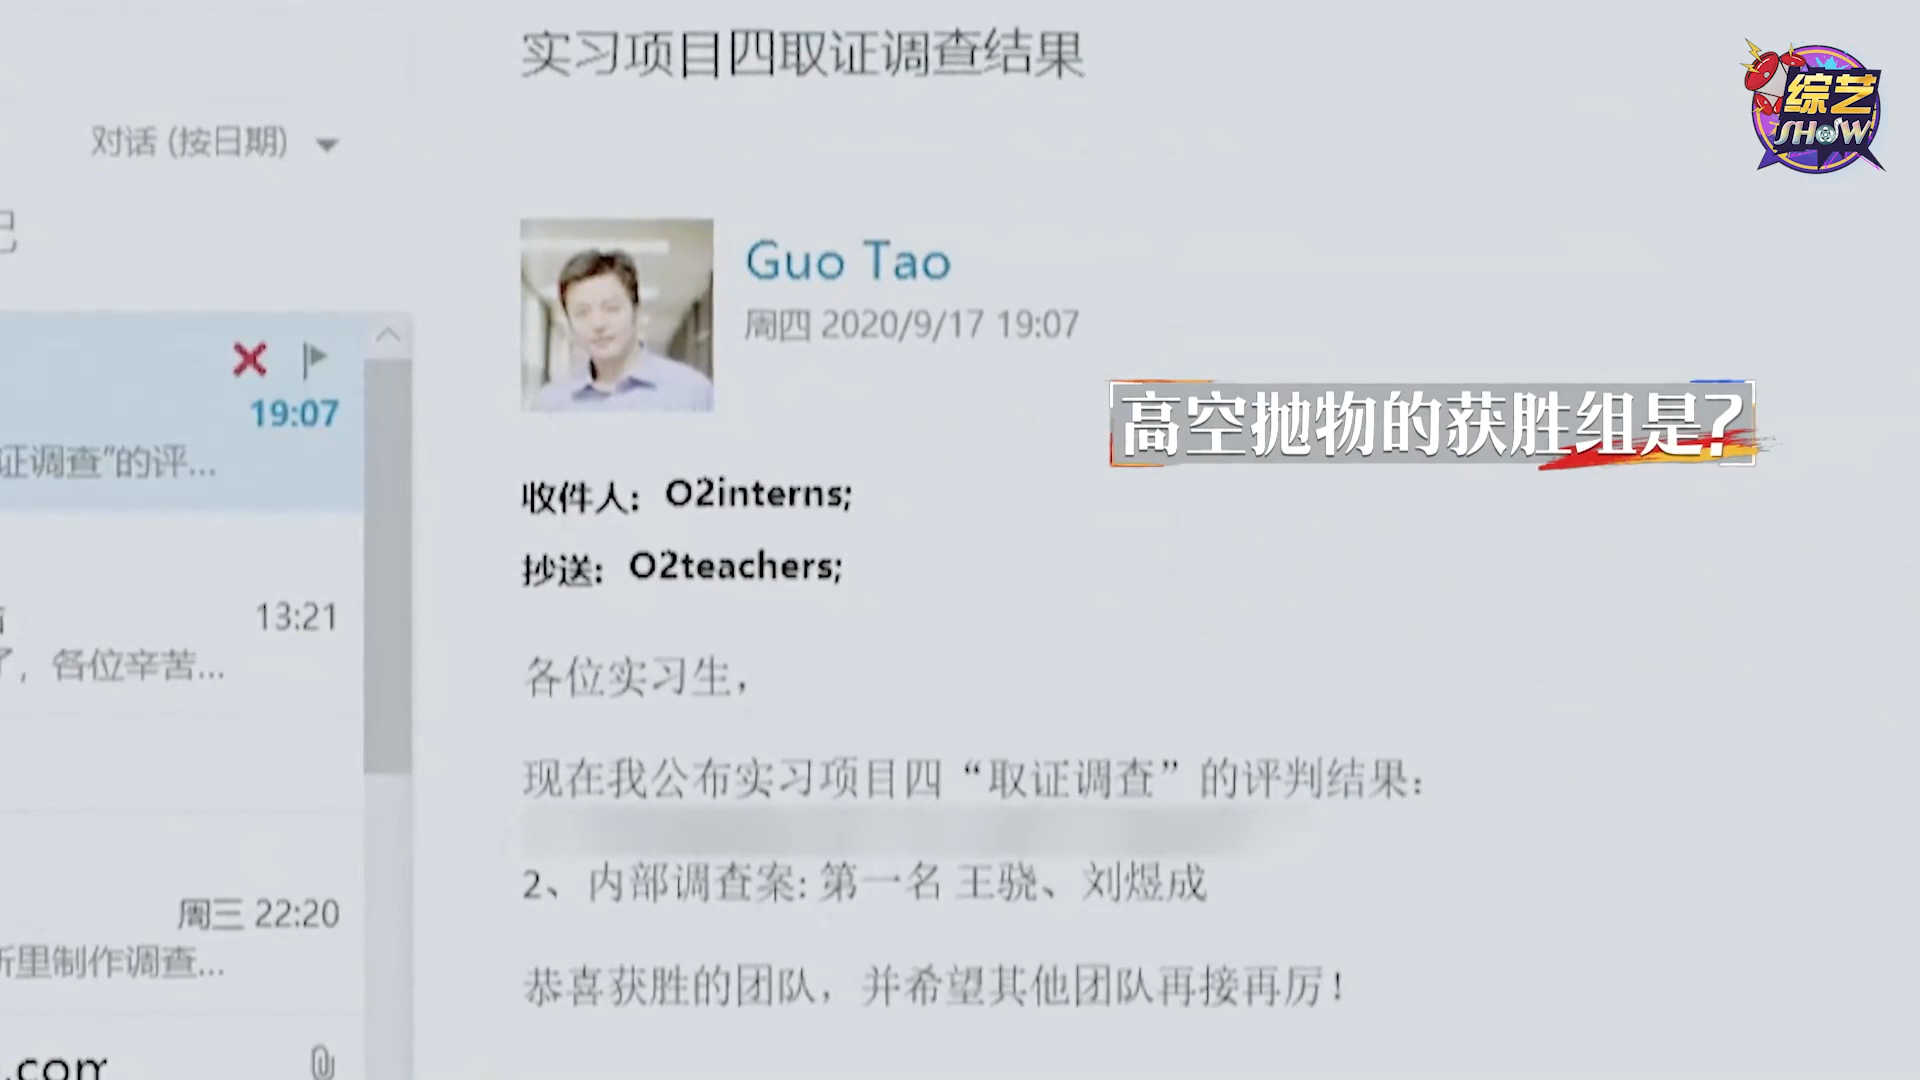 实习项目四取证调查结果
综艺
SHOW
对话 (按日期)
Guo Tao
周四 2020/9/17 19:07
19:07
证调查”的评...
高空抛物的获胜组是?
收件人: O2interns;
抄送: O2teachers;
13:21
了，各位辛苦...
各位实习生，
现在我公布实习项目四“取证调查”的评判结果：
2、内部调查案: 第一名 王骁、刘煜成
周三 22:20
所里制作调查...
恭喜获胜的团队，并希望其他团队再接再厉！
.com